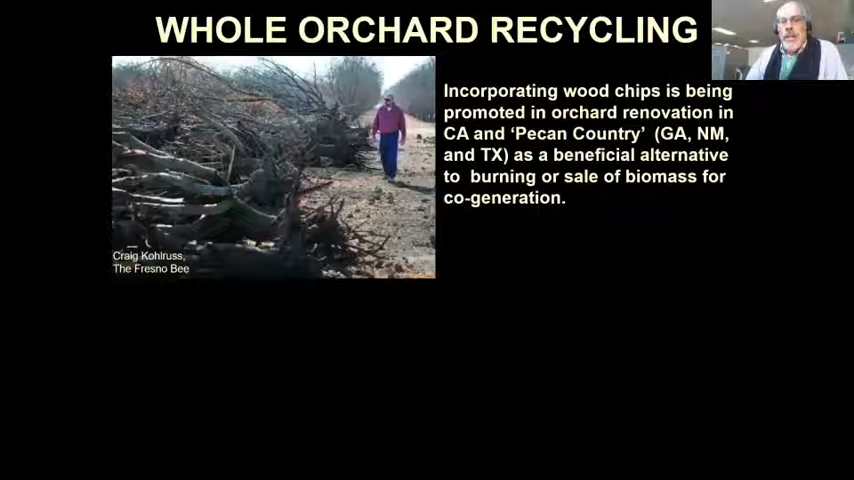 WHOLE ORCHARD RECYCLING
Incorporating wood chips is being
promoted in orchard renovation in
CA and ‘Pecan Country’ (GA, NM,
and TX) as a beneficial alternative
to burning or sale of biomass for
co-generation.
Craig Kohlruss,
The Fresno Bee